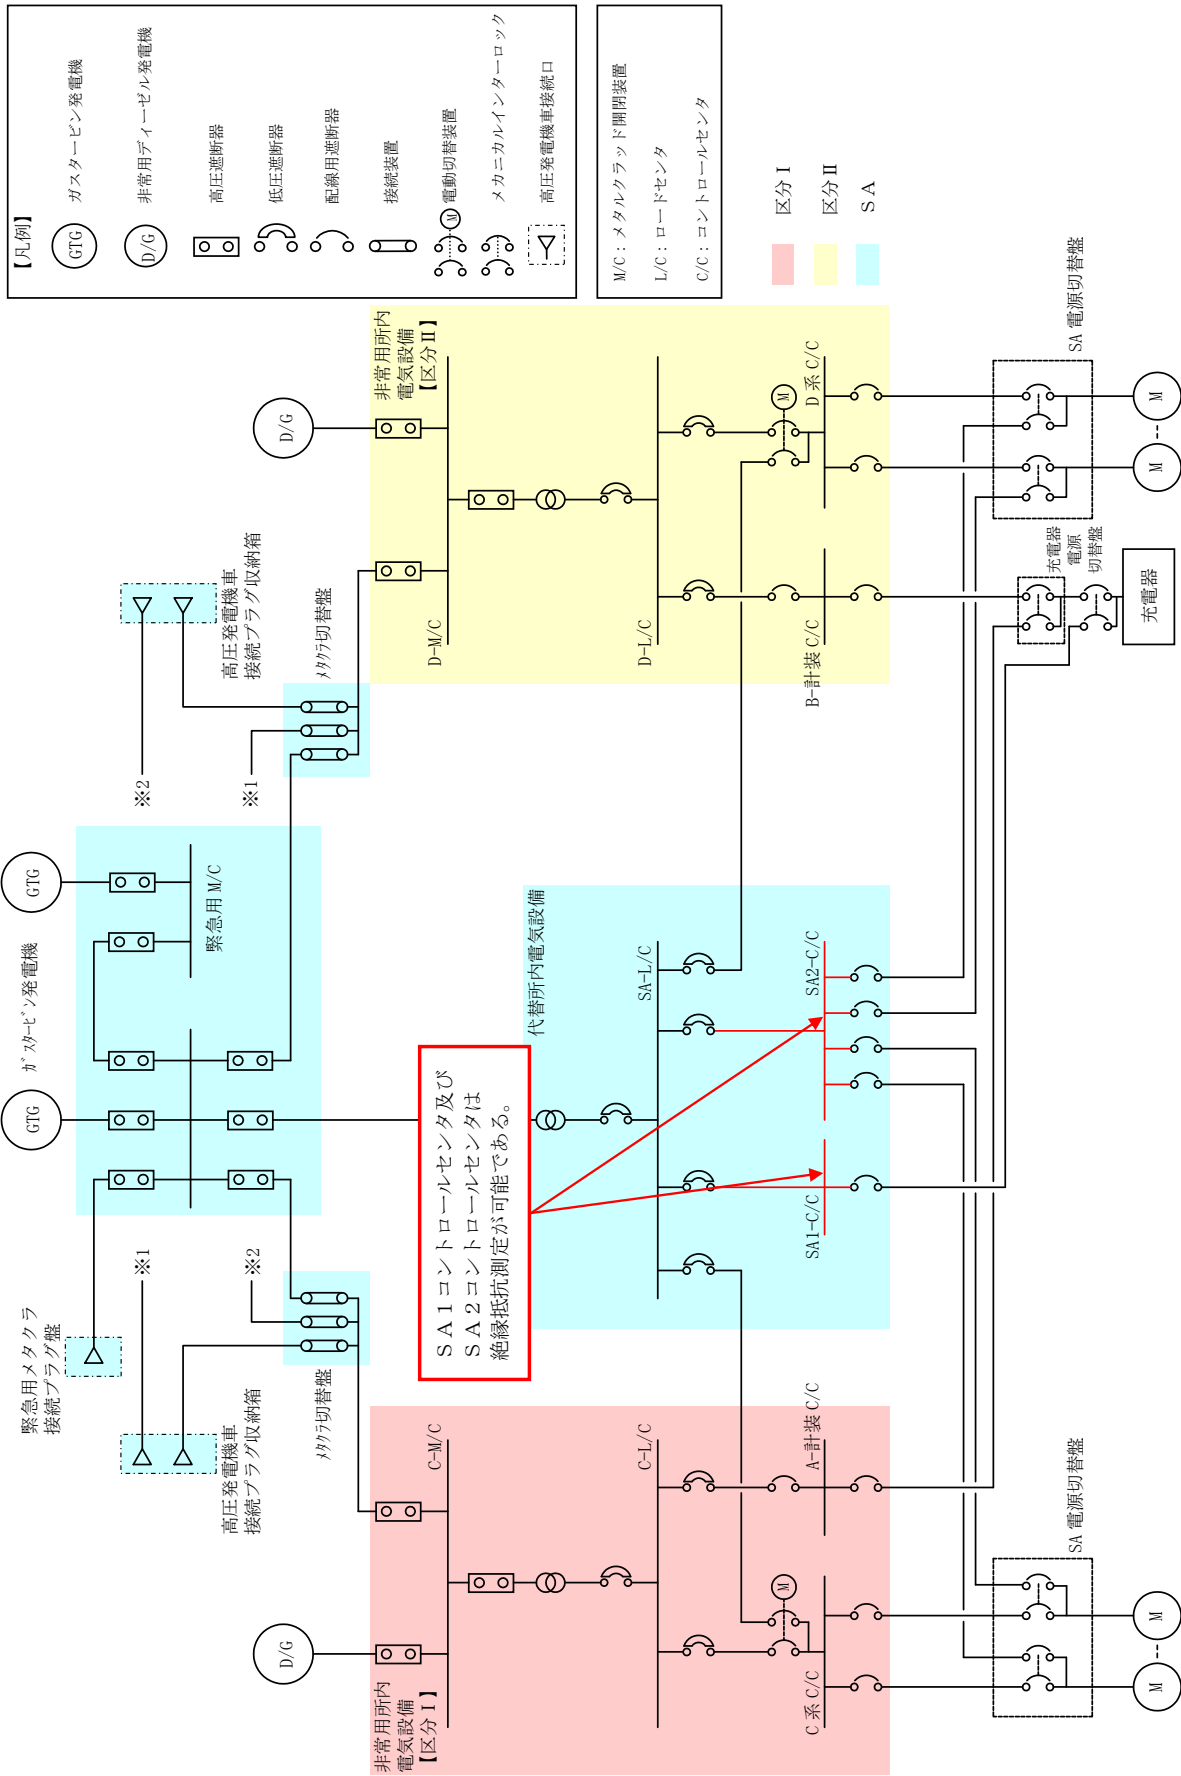 【凡例】
GTG
ガスタービン発電機
D/G
非常用ディーゼル発電機
高圧遮断器
低圧遮断器
配線用遮断器
接続装置
M
電動切替装置
メカニカルインターロック
高圧発電機車接続口
M/C：メタルクラッド開閉装置
L/C：ロードセンタ
C/C：コントロールセンタ
区分Ⅰ
区分Ⅱ
ＳＡ
緊急用メタクラ
接続プラグ盤
GTG
ｶﾞｽﾀｰﾋﾞﾝ発電機
GTG
緊急用 M/C
※1
※2
高圧発電機車
接続プラグ収納箱
ﾒﾀｸﾗ切替盤
※2
※1
高圧発電機車
接続プラグ収納箱
ﾒﾀｸﾗ切替盤
D/G
非常用所内
電気設備
【区分Ⅰ】
C-M/C
C-L/C
M
C 系 C/C
A-計装 C/C
ＳＡ１コントロールセンタ及び
ＳＡ２コントロールセンタは
絶縁抵抗測定が可能である。
代替所内電気設備
SA-L/C
SA1-C/C
SA2-C/C
D/G
非常用所内
電気設備
【区分Ⅱ】
D-M/C
D-L/C
M
B-計装 C/C
D 系 C/C
SA 電源切替盤
M
M
充電器
電源
切替盤
充電器
SA 電源切替盤
M
M